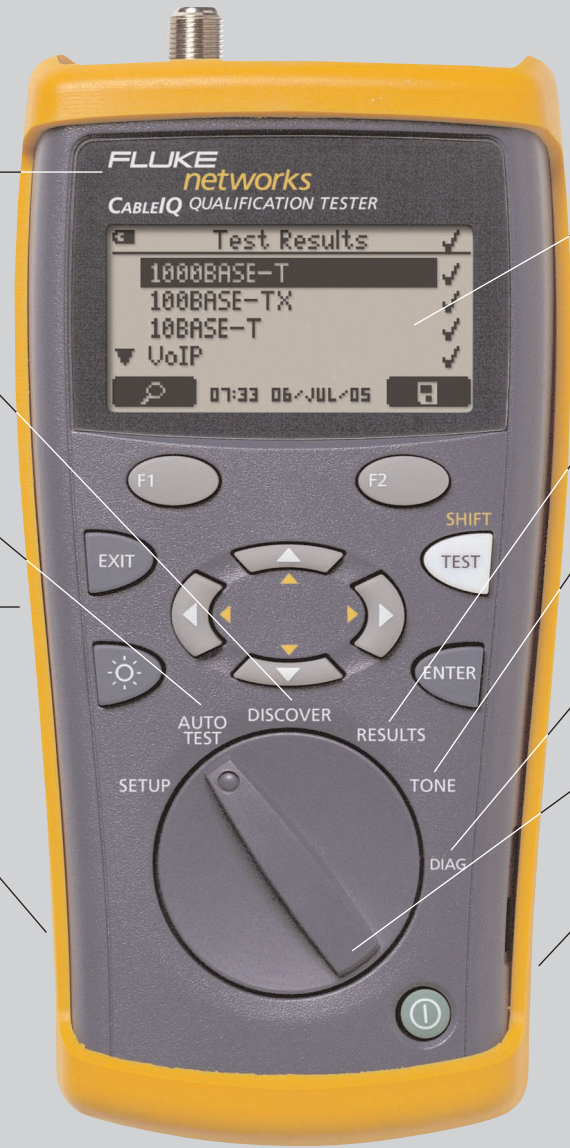 FLUKE
networks
CABLEIQ QUALIFICATION TESTER
Test Results
1000BASE-T
100BASE-TX
10BASE-T
VoIP
07:33 06/JUL/05
F1
F2
SHIFT
EXIT
TEST
ENTER
AUTO
TEST
DISCOVER
RESULTS
SETUP
TONE
DIAG